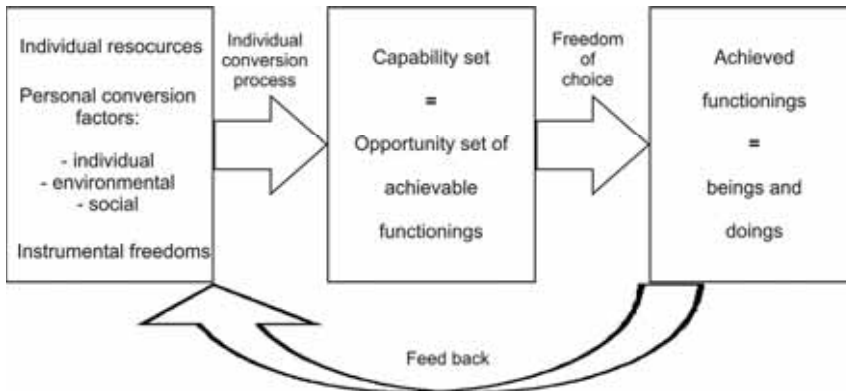 Individual resocurces
Personal conversion
factors:
- individual
- environmental
- social
Instrumental freedoms
Individual
conversion
process
Capability set
=
Opportunity set of
achievable
functionings
Freedom
of
choice
Achieved
functionings
=
beings and
doings
Feed back